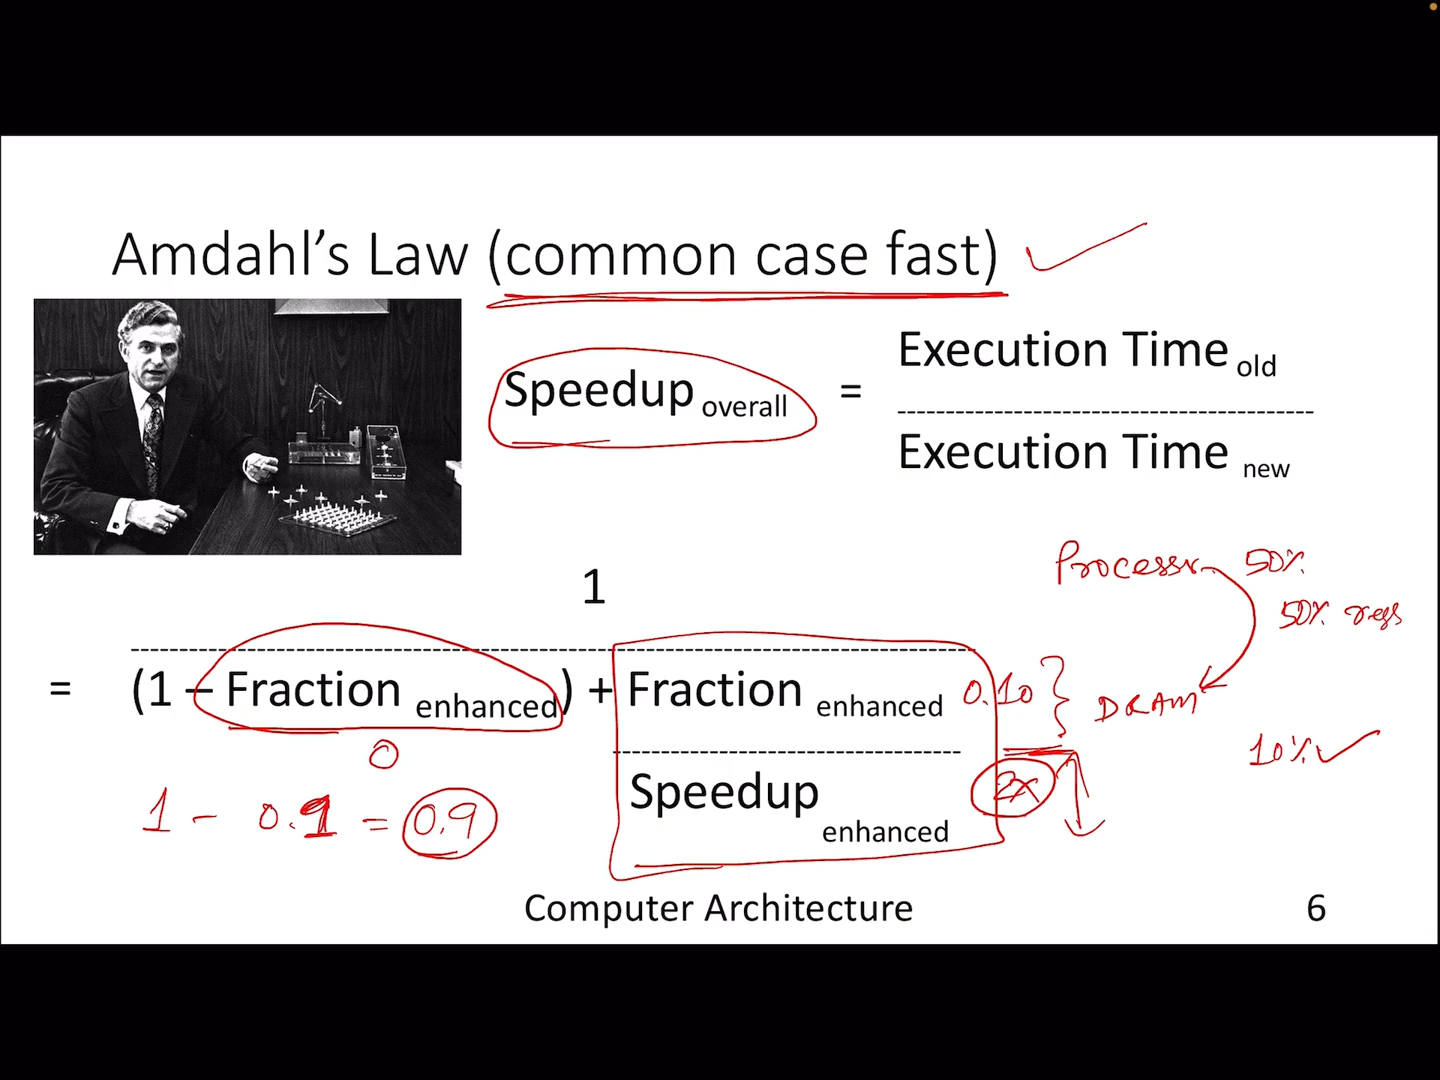 Amdahl's Law (common case fast)
Speedup overall = Execution Time old
Execution Time new
1
= (1 – Fraction enhanced) + Fraction enhanced
Speedup enhanced
Processor 50%
50% regs
0.10 } DRAM
10% ✓
2x
0
1 - 0.1 = 0.9
Computer Architecture
6